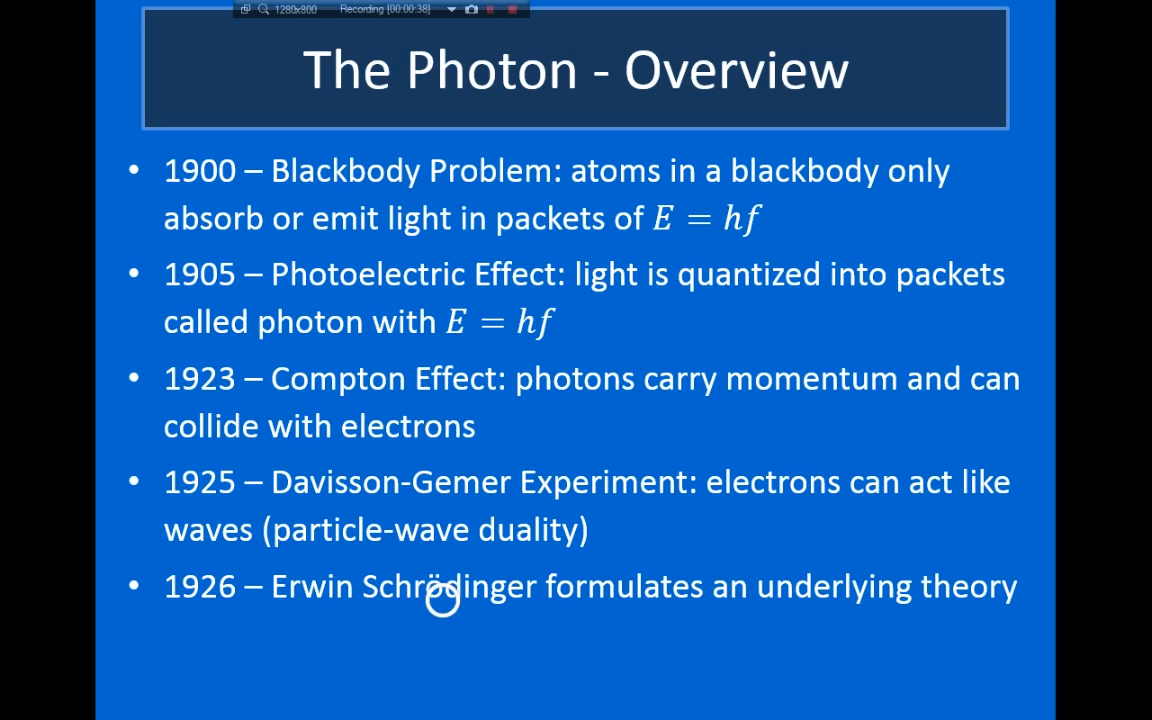 1280x800 Recording [00:00:38]
The Photon - Overview
• 1900 – Blackbody Problem: atoms in a blackbody only
absorb or emit light in packets of E = hf
• 1905 – Photoelectric Effect: light is quantized into packets
called photon with E = hf
• 1923 – Compton Effect: photons carry momentum and can
collide with electrons
• 1925 – Davisson-Gemer Experiment: electrons can act like
waves (particle-wave duality)
• 1926 – Erwin Schrödinger formulates an underlying theory